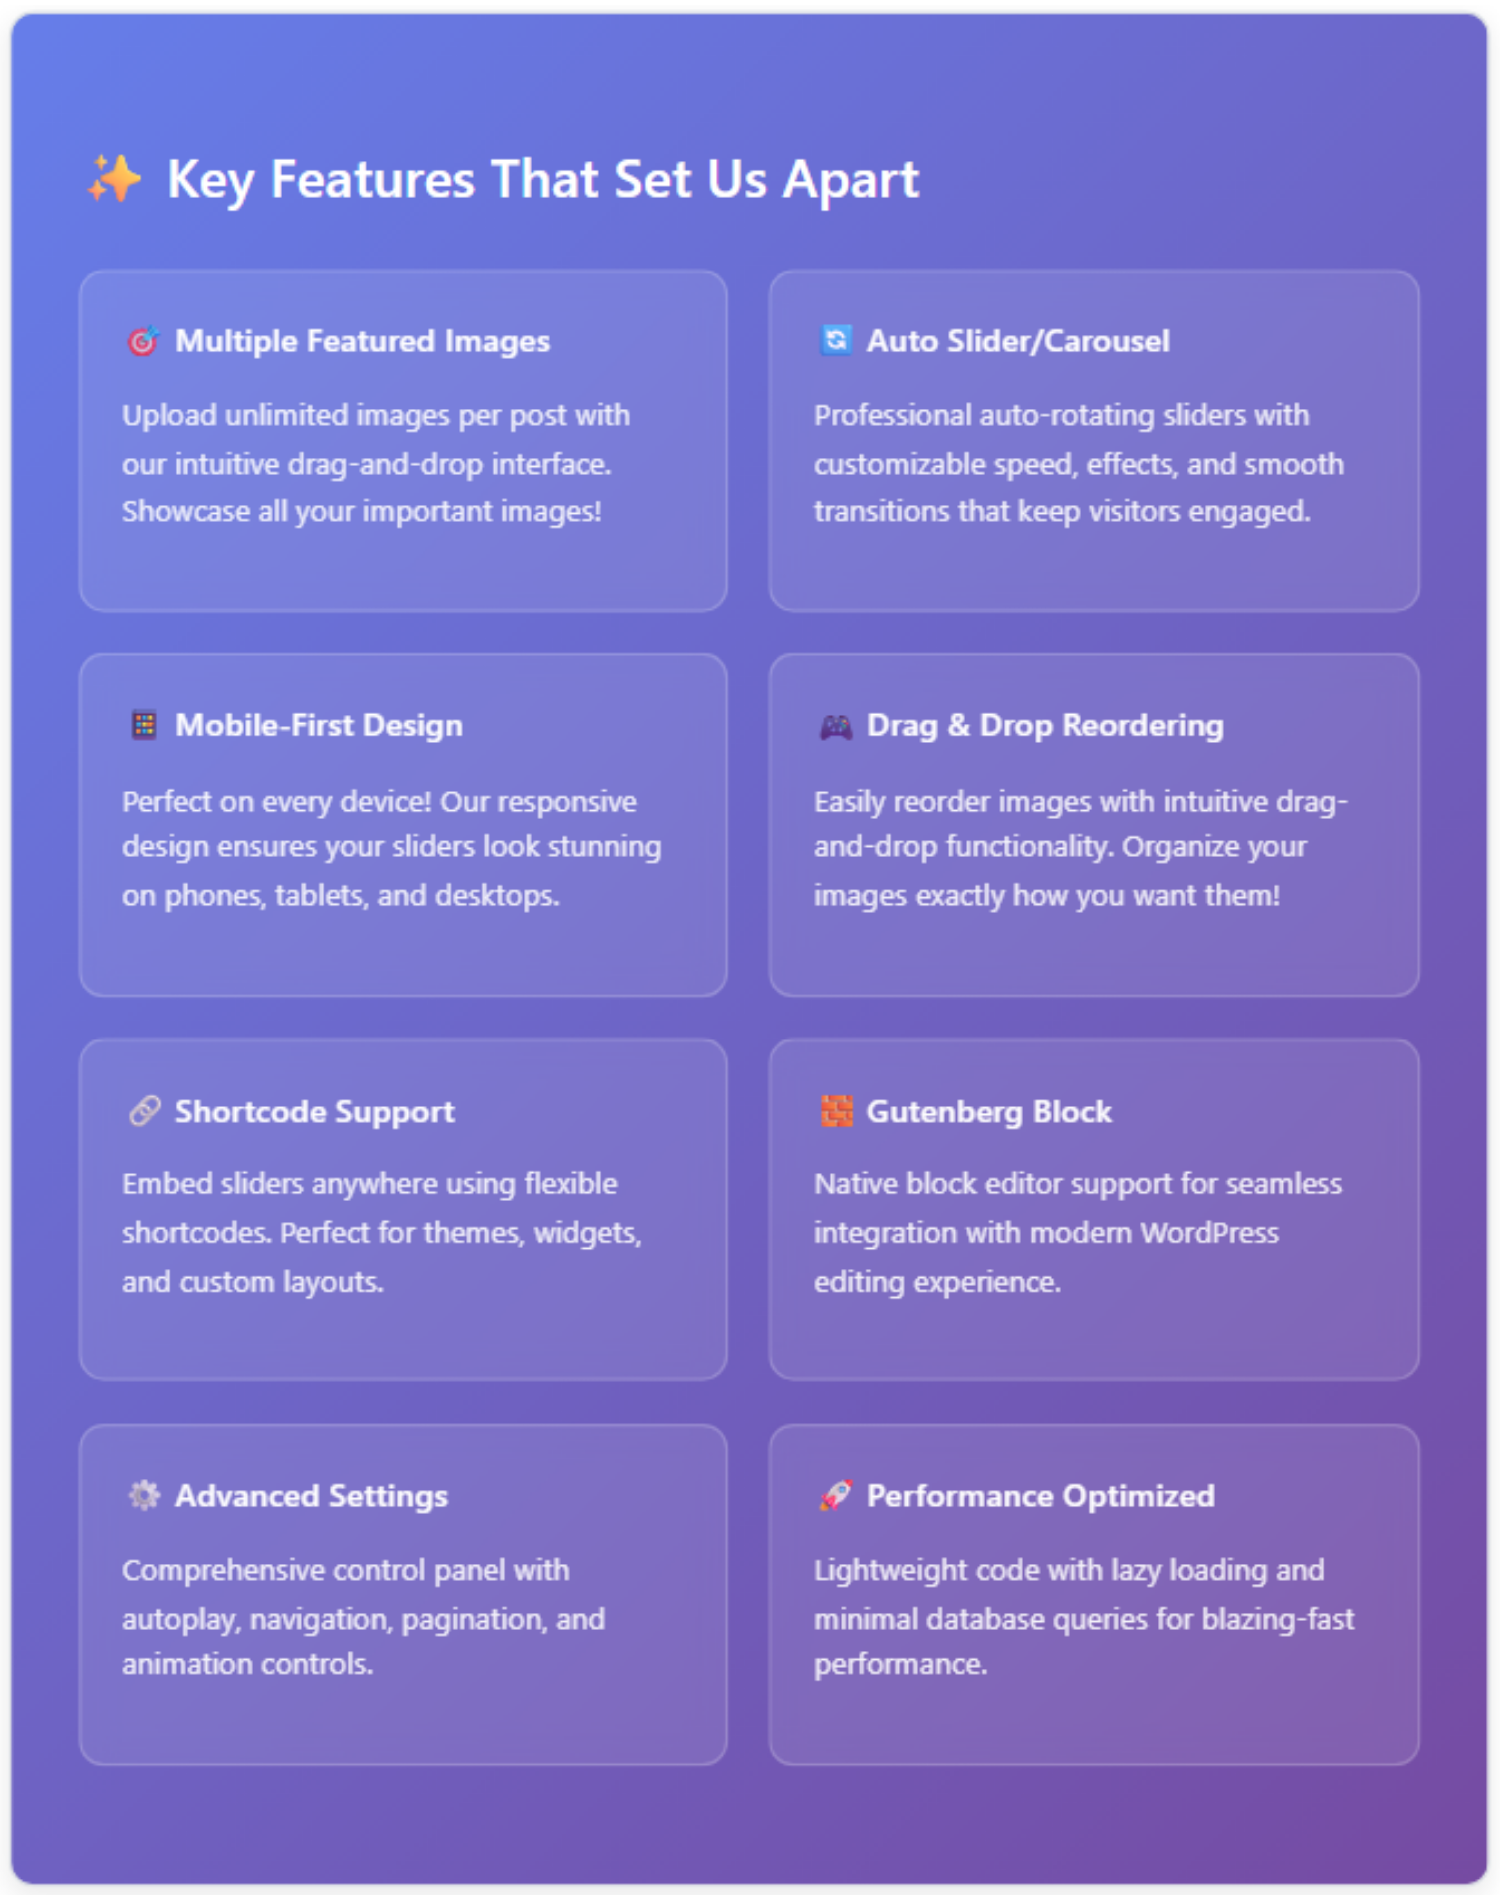 Key Features That Set Us Apart
Multiple Featured Images
Upload unlimited images per post with
our intuitive drag-and-drop interface.
Showcase all your important images!
Auto Slider/Carousel
Professional auto-rotating sliders with
customizable speed, effects, and smooth
transitions that keep visitors engaged.
Mobile-First Design
Perfect on every device! Our responsive
design ensures your sliders look stunning
on phones, tablets, and desktops.
Drag & Drop Reordering
Easily reorder images with intuitive drag-
and-drop functionality. Organize your
images exactly how you want them!
Shortcode Support
Embed sliders anywhere using flexible
shortcodes. Perfect for themes, widgets,
and custom layouts.
Gutenberg Block
Native block editor support for seamless
integration with modern WordPress
editing experience.
Advanced Settings
Comprehensive control panel with
autoplay, navigation, pagination, and
animation controls.
Performance Optimized
Lightweight code with lazy loading and
minimal database queries for blazing-fast
performance.